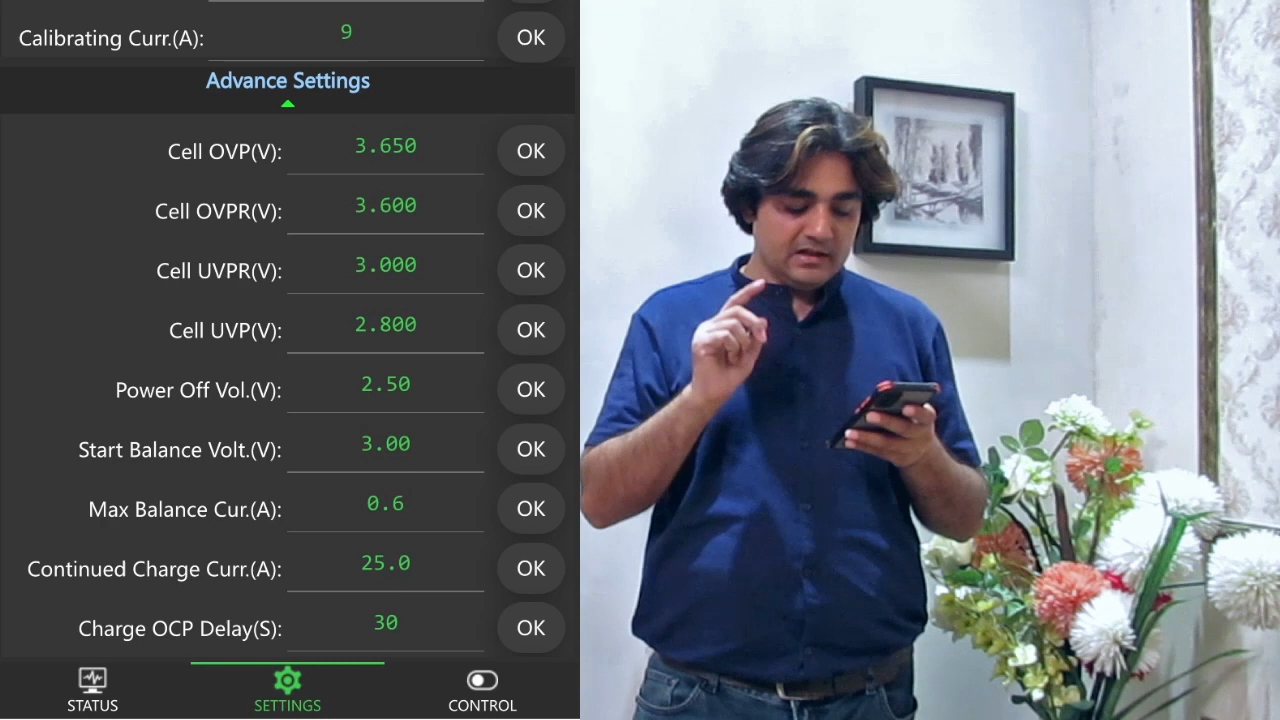 Calibrating Curr.(A): 9 OK
Advance Settings
Cell OVP(V): 3.650 OK
Cell OVPR(V): 3.600 OK
Cell UVPR(V): 3.000 OK
Cell UVP(V): 2.800 OK
Power Off Vol.(V): 2.50 OK
Start Balance Volt.(V): 3.00 OK
Max Balance Cur.(A): 0.6 OK
Continued Charge Curr.(A): 25.0 OK
Charge OCP Delay(S): 30 OK
STATUS SETTINGS CONTROL